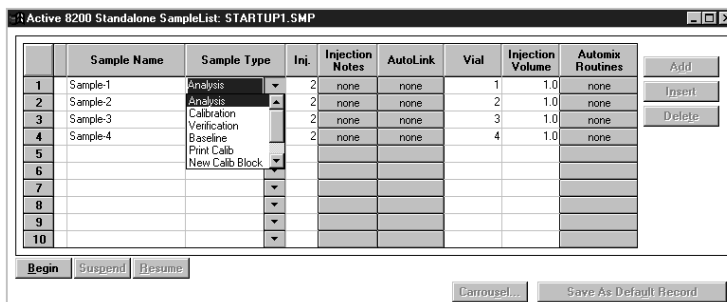 Active 8200 Standalone SampleList: STARTUP1.SMP
Sample Name Sample Type Inj. Injection Notes AutoLink Vial Injection Volume Automix Routines
1 Sample-1 Analysis 2 none none 1 1.0 none
2 Sample-2 Analysis 2 none none 2 1.0 none
3 Sample-3 Calibration 2 none none 3 1.0 none
Verification
4 Sample-4 Baseline 2 none none 4 1.0 none
5 Print Calib
6 New Calib Block
7
8
9
10
Add
Insert
Delete
Begin Suspend Resume
Carrousel... Save As Default Record